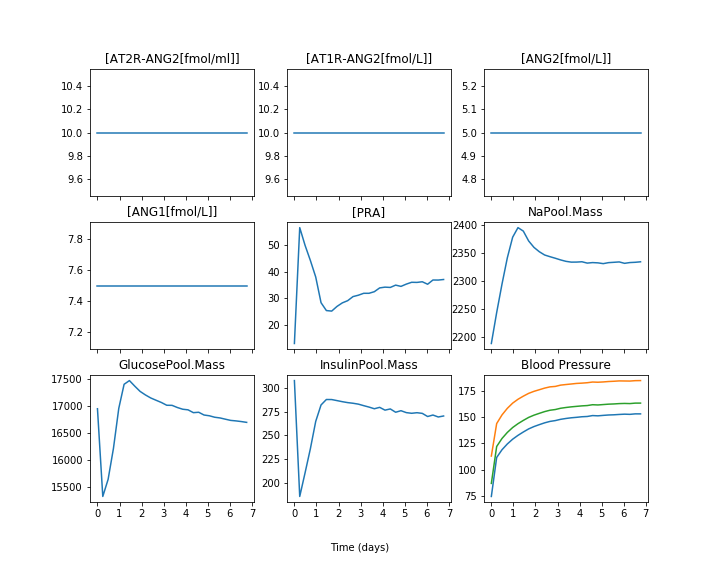 [AT2R-ANG2[fmol/ml]] [AT1R-ANG2[fmol/L]] [ANG2[fmol/L]]
10.4 10.4 5.2
10.2 10.2 5.1
10.0 10.0 5.0
9.8 9.8 4.9
9.6 9.6 4.8
[ANG1[fmol/L]] [PRA] NaPool.Mass
7.8 50 2400
7.6 40 2350
7.4 30 2300
7.2 20 2250
2200
GlucosePool.Mass InsulinPool.Mass Blood Pressure
17500 300 175
17000 275 150
16500 250 125
16000 225 100
15500 200 75
0 1 2 3 4 5 6 7 0 1 2 3 4 5 6 7 0 1 2 3 4 5 6 7
Time (days)